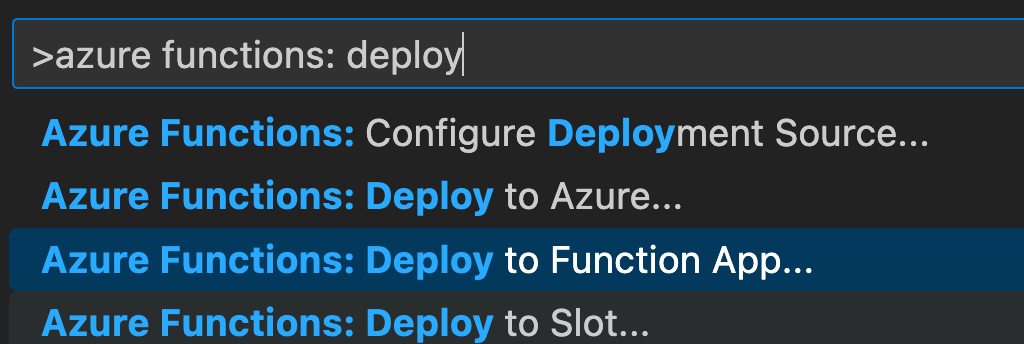 >azure functions: deploy
Azure Functions: Configure Deployment Source...
Azure Functions: Deploy to Azure...
Azure Functions: Deploy to Function App...
Azure Functions: Deploy to Slot...